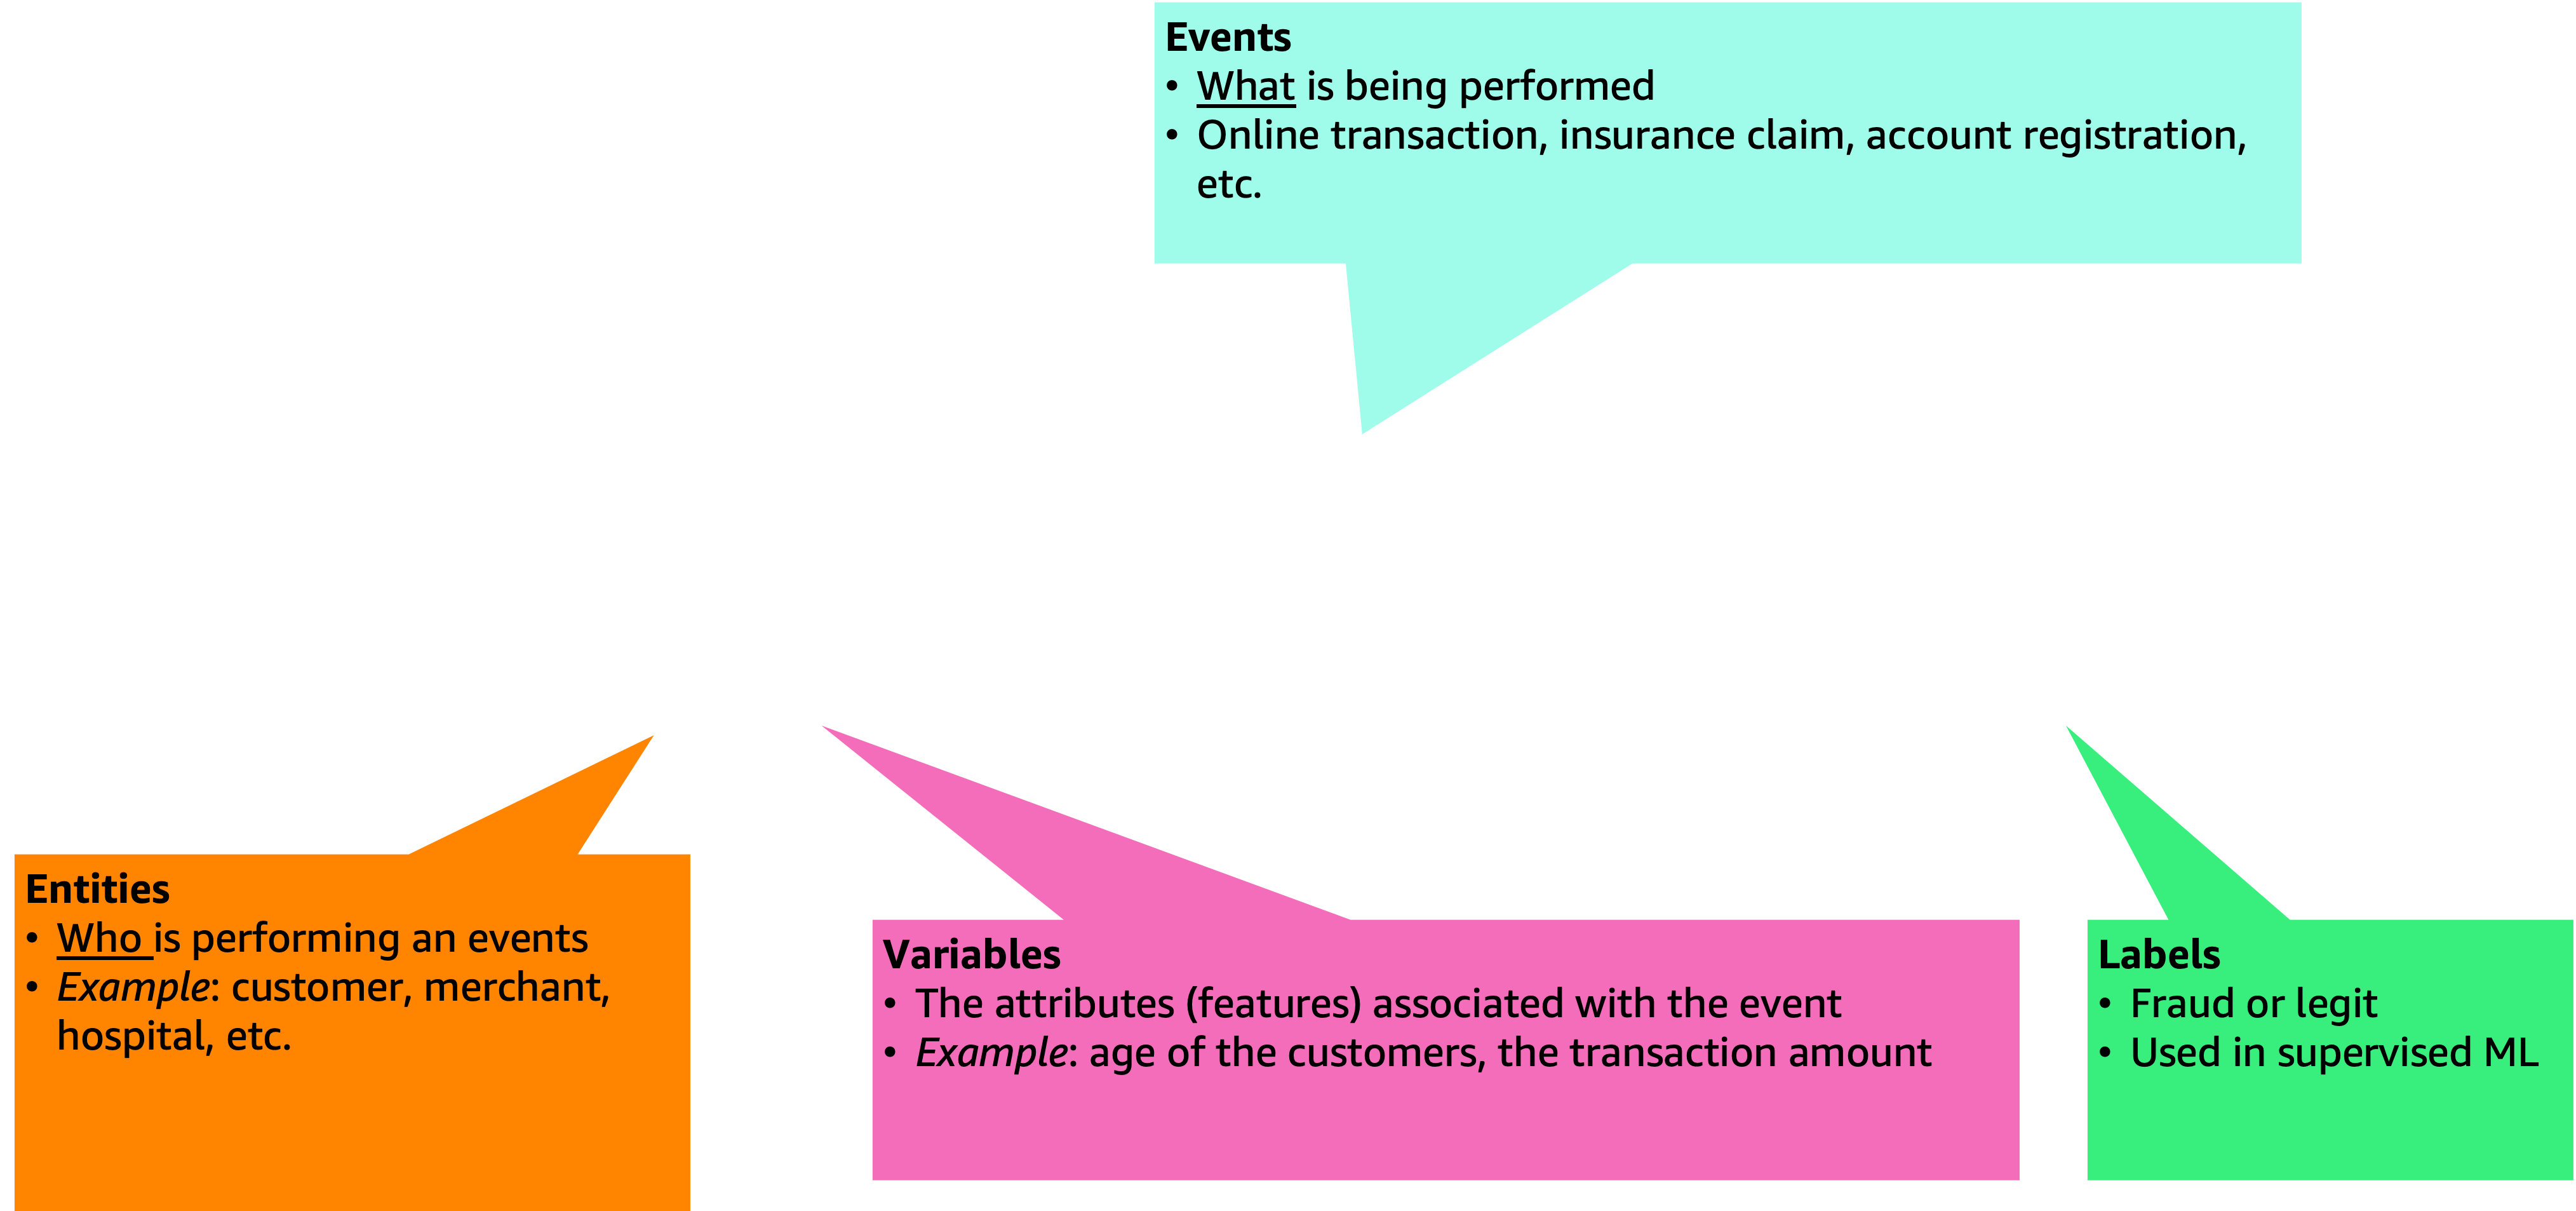 Events
• What is being performed
• Online transaction, insurance claim, account registration,
etc.
Entities
• Who is performing an events
• Example: customer, merchant,
hospital, etc.
Variables
• The attributes (features) associated with the event
• Example: age of the customers, the transaction amount
Labels
• Fraud or legit
• Used in supervised ML